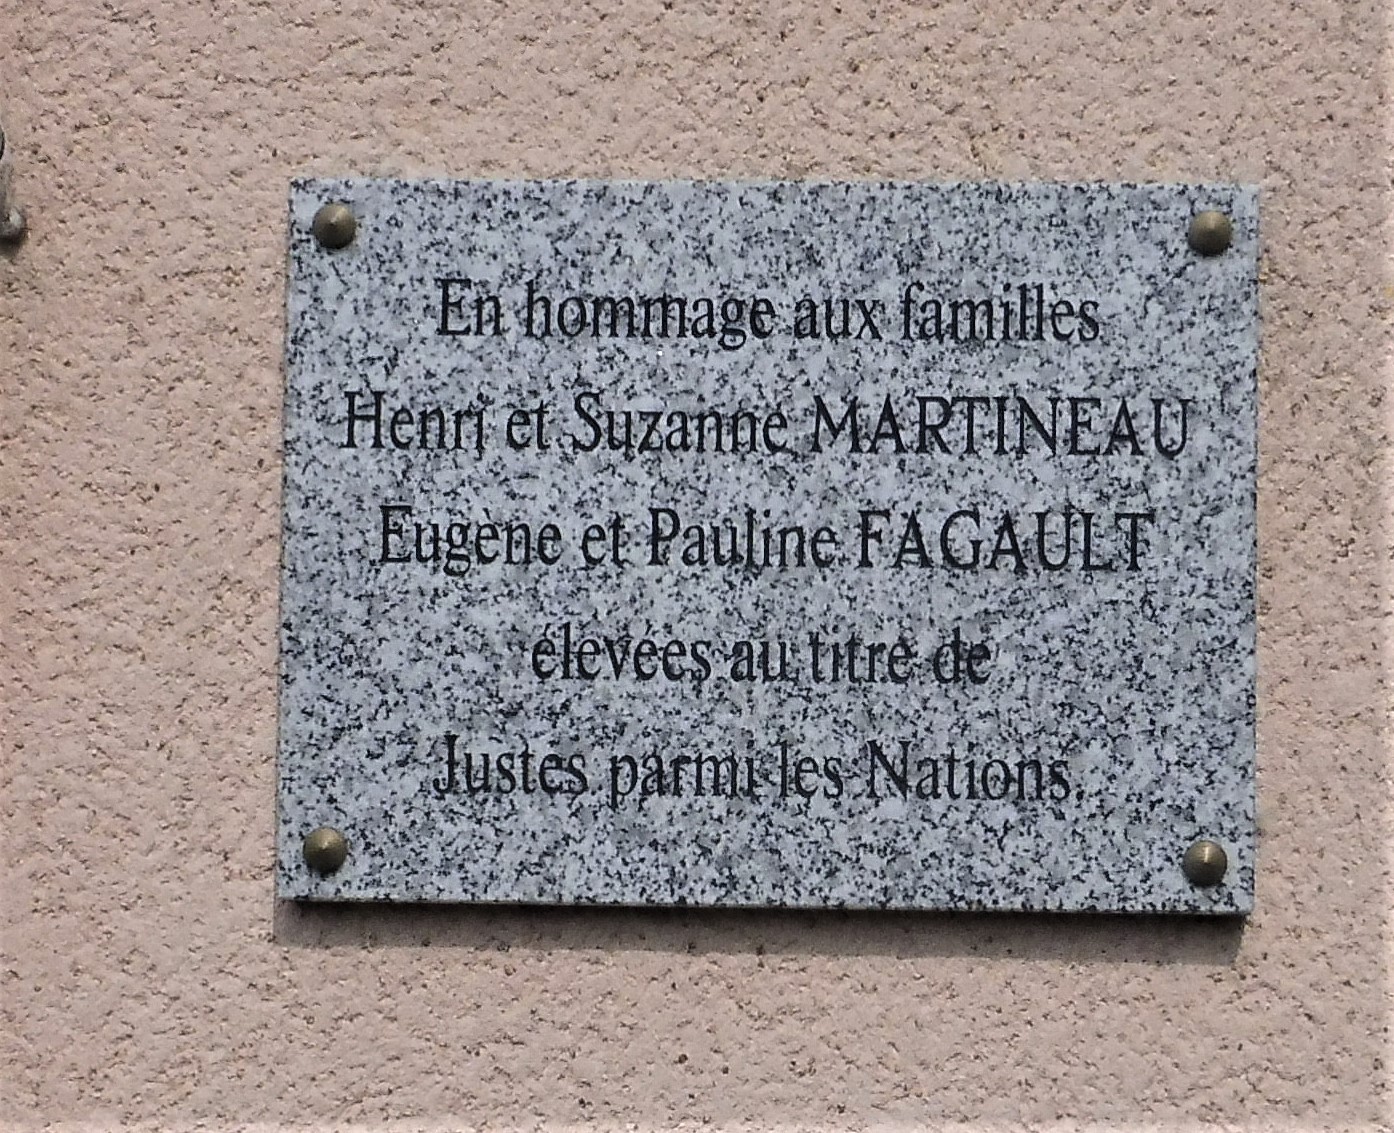 En hommage aux familles
Henri et Suzanne MARTINEAU
Eugène et Pauline FAGAULT
élevées au titre de
Justes parmi les Nations.